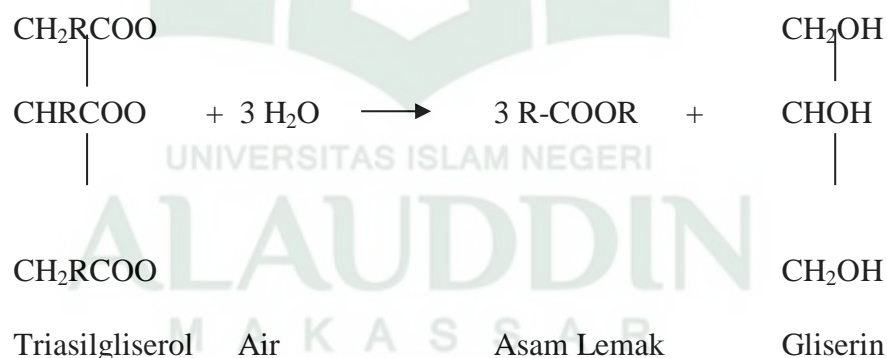 CH₂RCOO CH₂OH
CHRCOO + 3 H₂O → 3 R-COOR + CHOH
UNIVERSITAS ISLAM NEGERI
ALAUDDIN
CH₂RCOO CH₂OH
MAKASSAR
Triasilgliserol Air Asam Lemak Gliserin